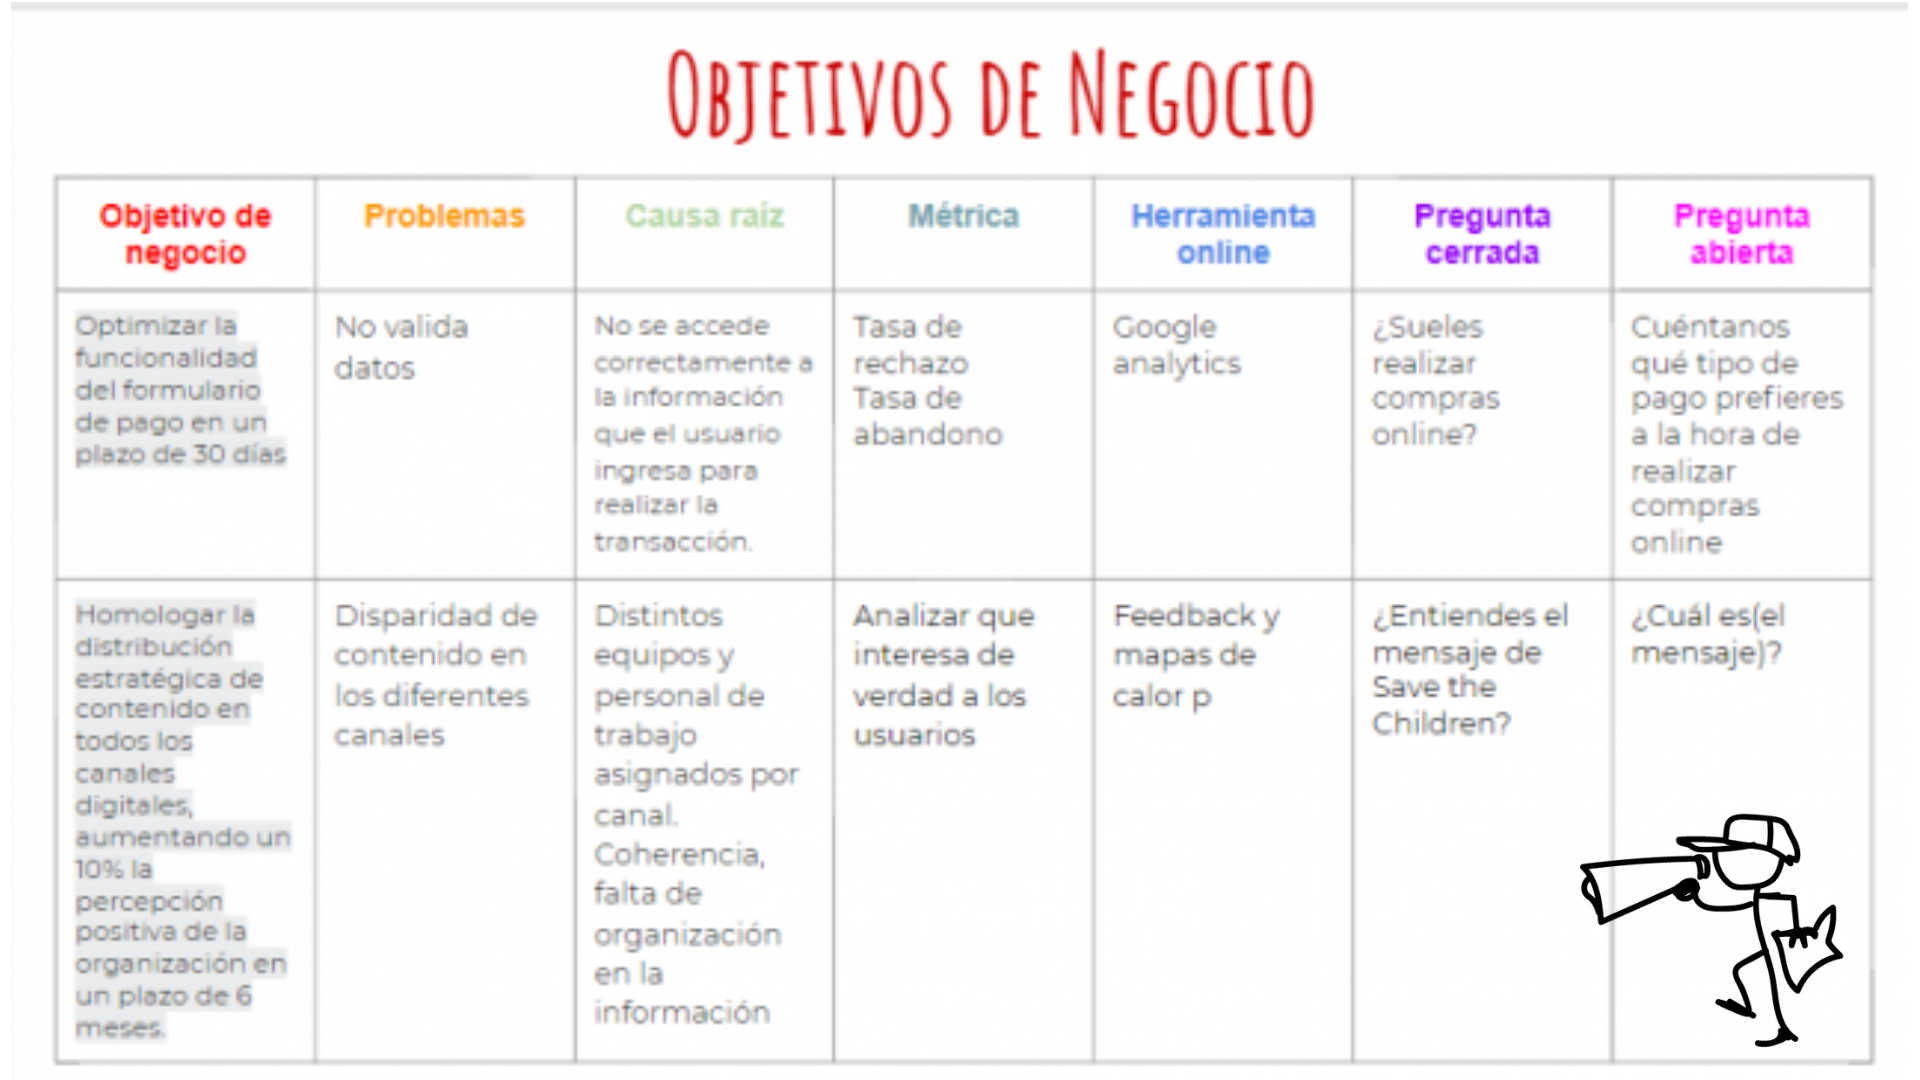 OBJETIVOS DE NEGOCIO
Objetivo de
negocio
Problemas
Causa raíz
Métrica
Herramienta
online
Pregunta
cerrada
Pregunta
abierta
Optimizar la
funcionalidad
del formulario
de pago en un
plazo de 30 días
No valida
datos
No se accede
correctamente a
la información
que el usuario
ingresa para
realizar la
transacción.
Tasa de
rechazo
Tasa de
abandono
Google
analytics
¿Sueles
realizar
compras
online?
Cuéntanos
qué tipo de
pago prefieres
a la hora de
realizar
compras
online
Homologar la
distribución
estratégica de
contenido en
todos los
canales
digitales,
aumentando un
10% la
percepción
positiva de la
organización en
un plazo de 6
meses.
Disparidad de
contenido en
los diferentes
canales
Distintos
equipos y
personal de
trabajo
asignados por
canal.
Coherencia,
falta de
organización
en la
información
Analizar que
interesa de
verdad a los
usuarios
Feedback y
mapas de
calor p
¿Entiendes el
mensaje de
Save the
Children?
¿Cuál es(el
mensaje)?